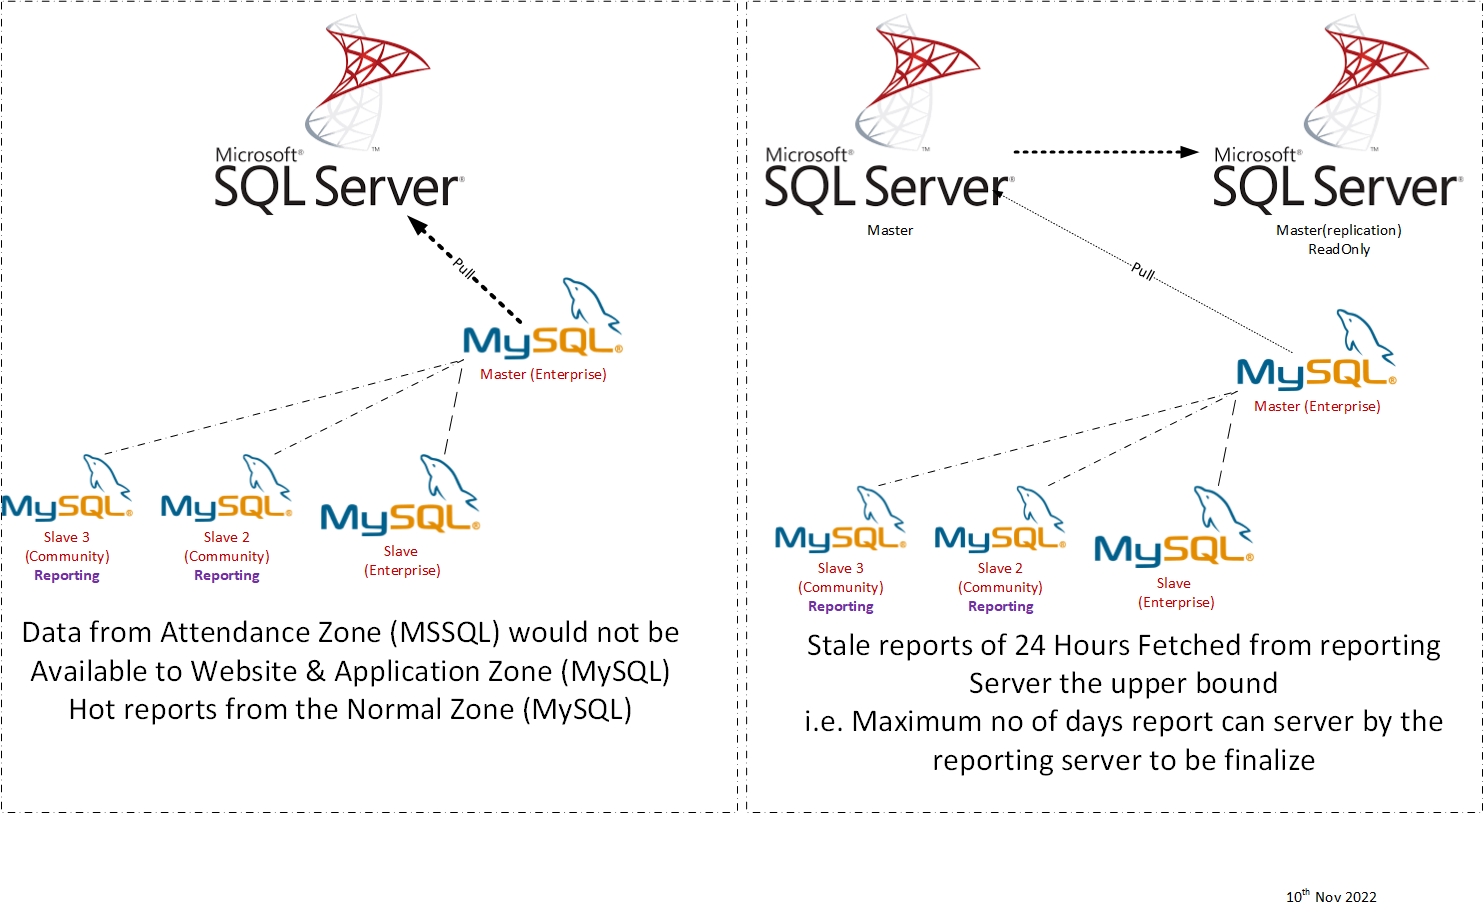 Microsoft®
SQL Server®
™
Pull
MySQL®
Master (Enterprise)
MySQL®
Slave 3
(Community)
Reporting
MySQL®
Slave 2
(Community)
Reporting
MySQL®
Slave
(Enterprise)
Data from Attendance Zone (MSSQL) would not be
Available to Website & Application Zone (MySQL)
Hot reports from the Normal Zone (MySQL)
Microsoft®
SQL Server®
™
Master
Microsoft®
SQL Server®
™
Master(replication)
ReadOnly
Pull
MySQL®
Master (Enterprise)
MySQL®
Slave 3
(Community)
Reporting
MySQL®
Slave 2
(Community)
Reporting
MySQL®
Slave
(Enterprise)
Stale reports of 24 Hours Fetched from reporting
Server the upper bound
i.e. Maximum no of days report can server by the
reporting server to be finalize
10th Nov 2022